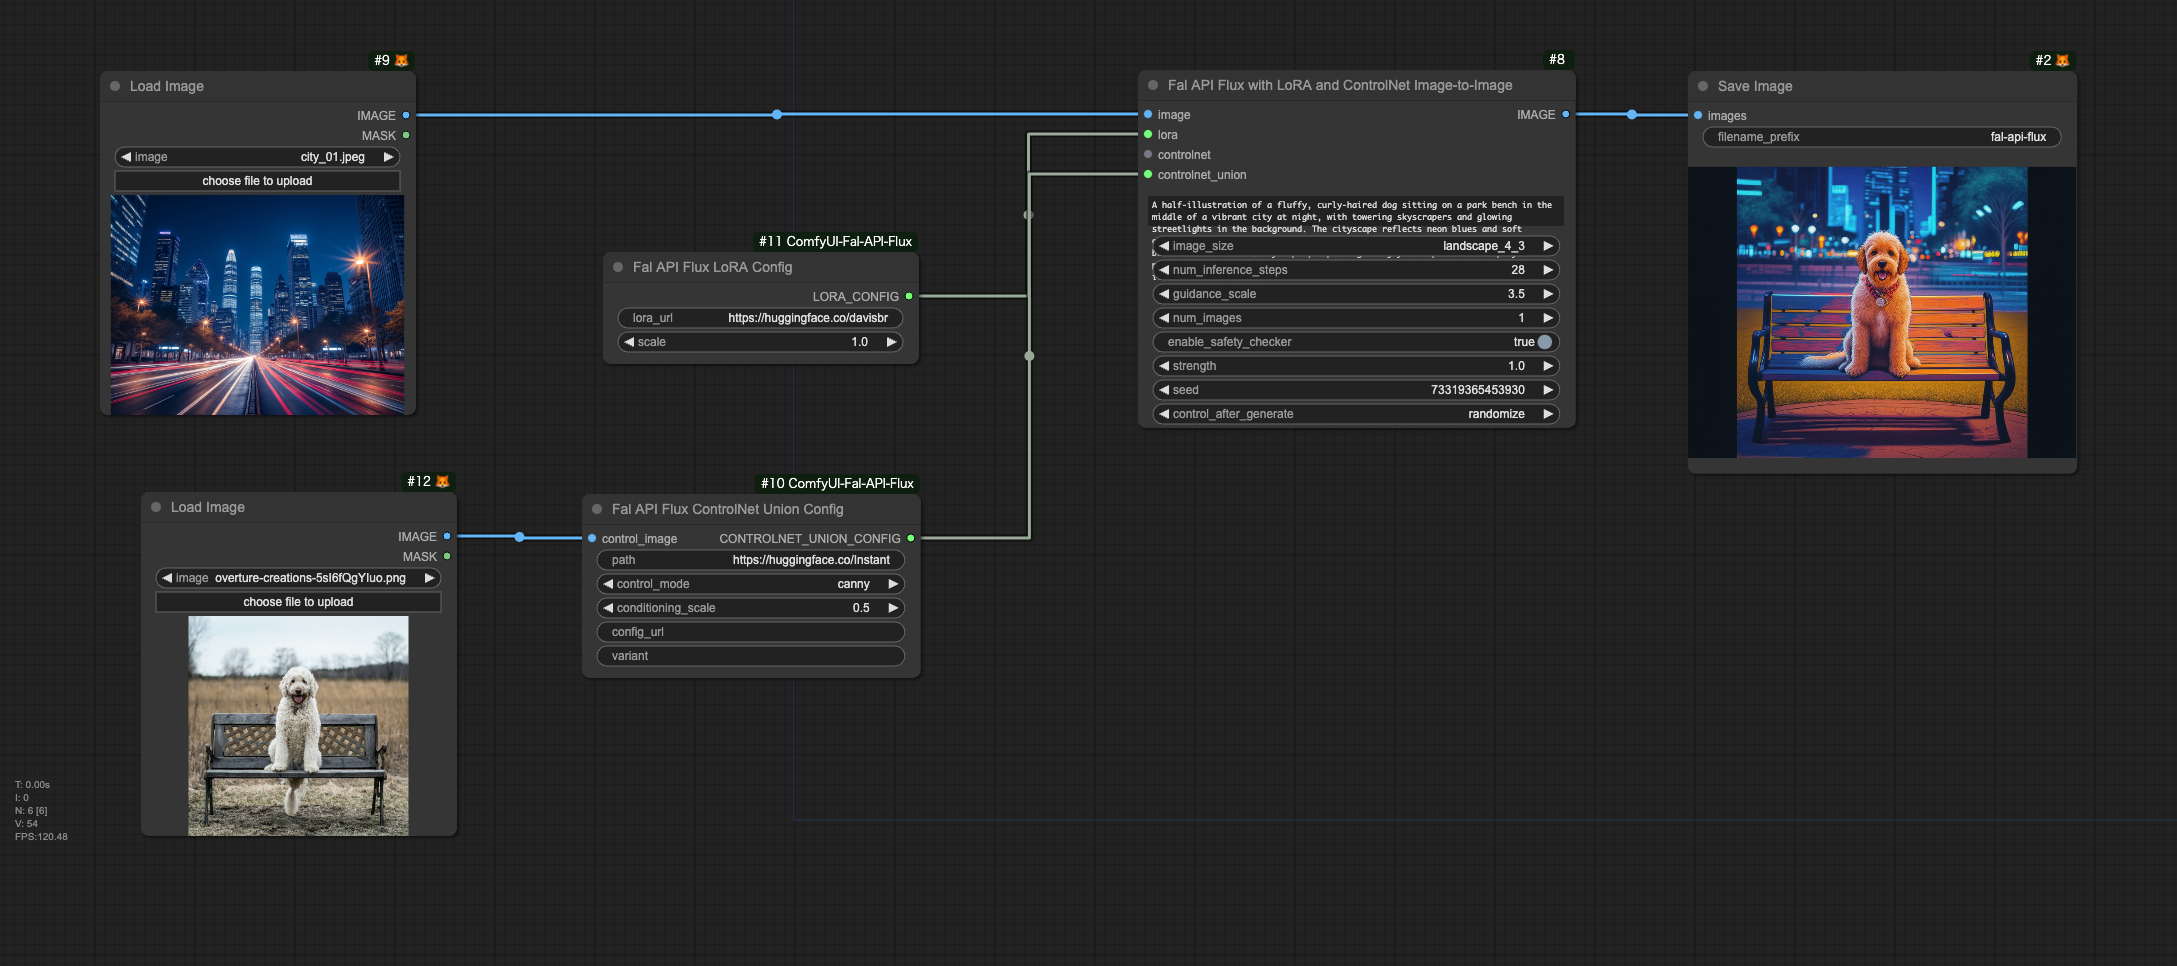 #9
Load Image
IMAGE
MASK
image city_01.jpeg
choose file to upload
#11 ComfyUI-Fal-API-Flux
Fal API Flux LoRA Config
LORA_CONFIG
lora_url https://huggingface.co/davisbr
scale 1.0
#8
Fal API Flux with LoRA and ControlNet Image-to-Image
image IMAGE
lora
controlnet
controlnet_union
A half-illustration of a fluffy, curly-haired dog sitting on a park bench in the
middle of a vibrant city at night, with towering skyscrapers and glowing
streetlights in the background. The cityscape reflects neon blues and soft
image_size landscape_4_3
num_inference_steps 28
guidance_scale 3.5
num_images 1
enable_safety_checker true
strength 1.0
seed 73319365453930
control_after_generate randomize
#2
Save Image
images
filename_prefix fal-api-flux
#12
Load Image
IMAGE
MASK
image overture-creations-5sI6fQgYIuo.png
choose file to upload
#10 ComfyUI-Fal-API-Flux
Fal API Flux ControlNet Union Config
control_image CONTROLNET_UNION_CONFIG
path https://huggingface.co/Instant
control_mode canny
conditioning_scale 0.5
config_url
variant
T: 0.00s
I: 0
N: 6 [6]
V: 54
FPS:120.48